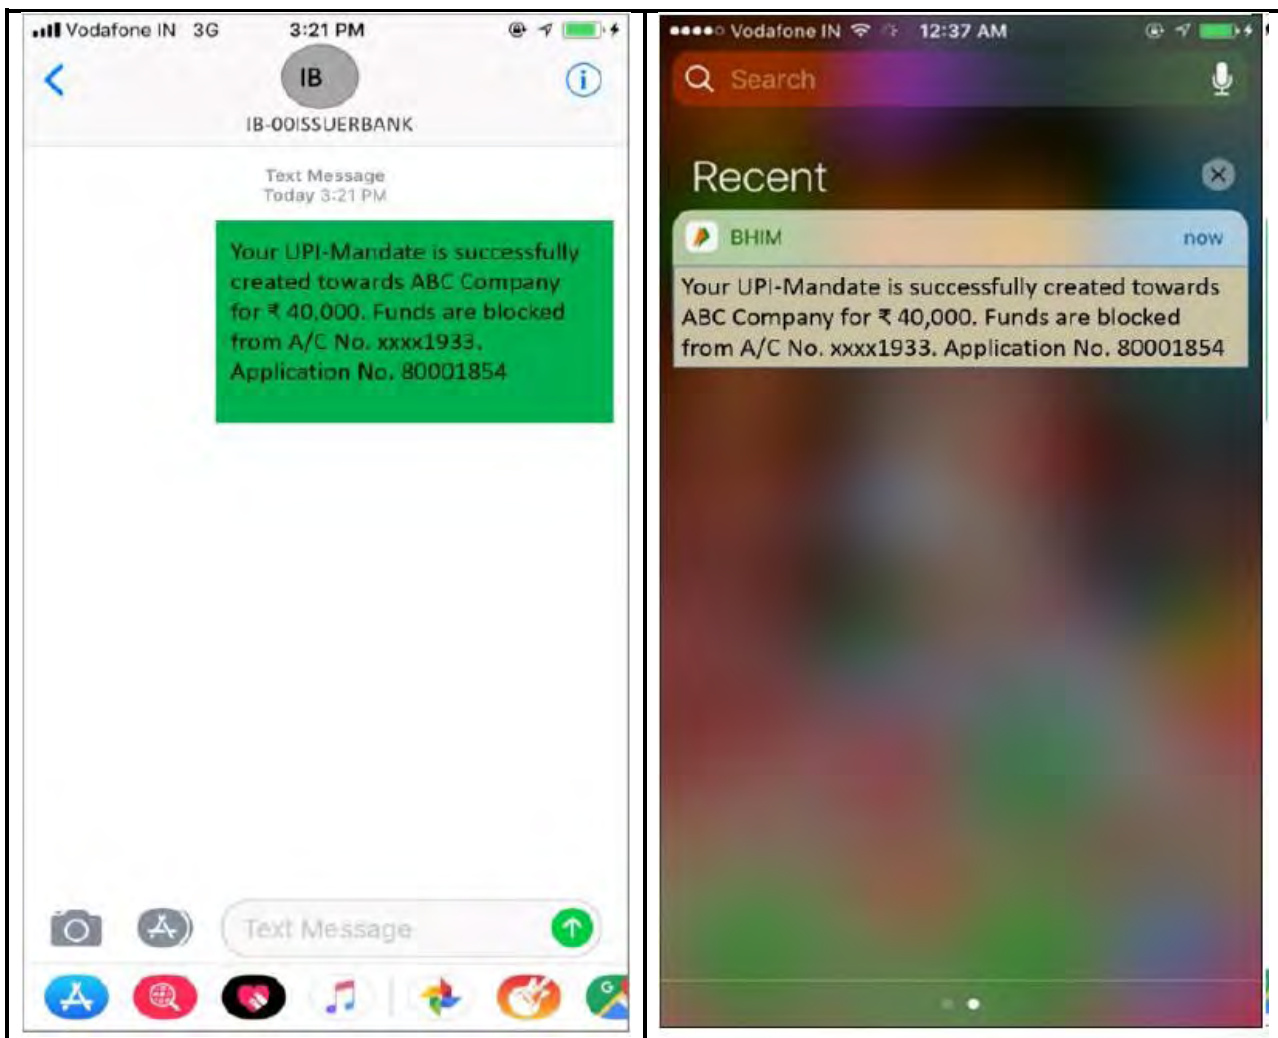 Vodafone IN 3G 3:21 PM
IB
IB-00ISSUERBANK
Text Message
Today 3:21 PM
Your UPI-Mandate is successfully
created towards ABC Company
for ₹ 40,000. Funds are blocked
from A/C No. xxxx1933.
Application No. 80001854
Text Message
Vodafone IN 12:37 AM
Search
Recent
BHIM now
Your UPI-Mandate is successfully created towards
ABC Company for ₹ 40,000. Funds are blocked
from A/C No. xxxx1933. Application No. 80001854